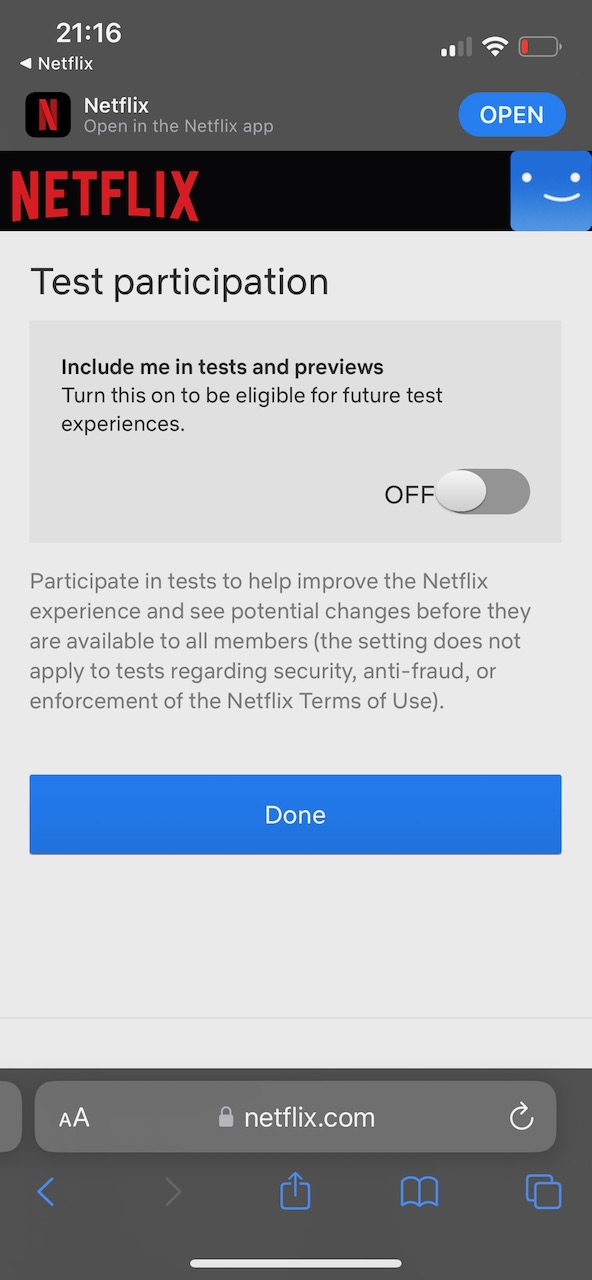 21:16
◀ Netflix
Netflix
Open in the Netflix app
OPEN
NETFLIX
Test participation
Include me in tests and previews
Turn this on to be eligible for future test
experiences.
OFF
Participate in tests to help improve the Netflix
experience and see potential changes before they
are available to all members (the setting does not
apply to tests regarding security, anti-fraud, or
enforcement of the Netflix Terms of Use).
Done
AA netflix.com